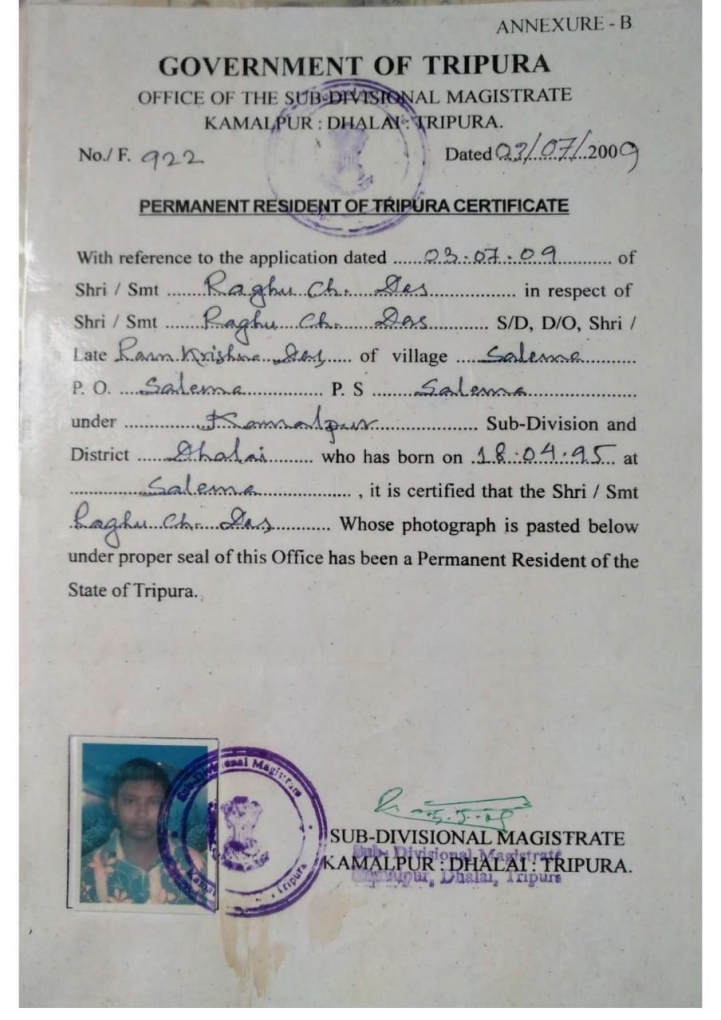 ANNEXURE - B
GOVERNMENT OF TRIPURA
OFFICE OF THE SUB-DIVISIONAL MAGISTRATE
KAMALPUR : DHALAI : TRIPURA.
No./ F. 922 Dated 03/07/2009
PERMANENT RESIDENT OF TRIPURA CERTIFICATE
With reference to the application dated ......03.07.09........... of
Shri / Smt .......Raghu Ch. Das................ in respect of
Shri / Smt .......Raghu Ch. Das.......... S/D, D/O, Shri /
Late Ram Krishna Das..... of village ....Salema............
P. O. ....Salema............ P. S .........Salema......................
under ...............Kamalpur....................... Sub-Division and
District ......Dhalai......... who has born on .18.04.95 at
...............Salema.................... , it is certified that the Shri / Smt
Raghu Ch. Das............ Whose photograph is pasted below
under proper seal of this Office has been a Permanent Resident of the
State of Tripura.
Sub-Divisional Magistrate
Tripura
SUB-DIVISIONAL MAGISTRATE
Sub-Divisional Magistrate
KAMALPUR : DHALAI : TRIPURA.
Kamalpur, Dhalai, Tripura